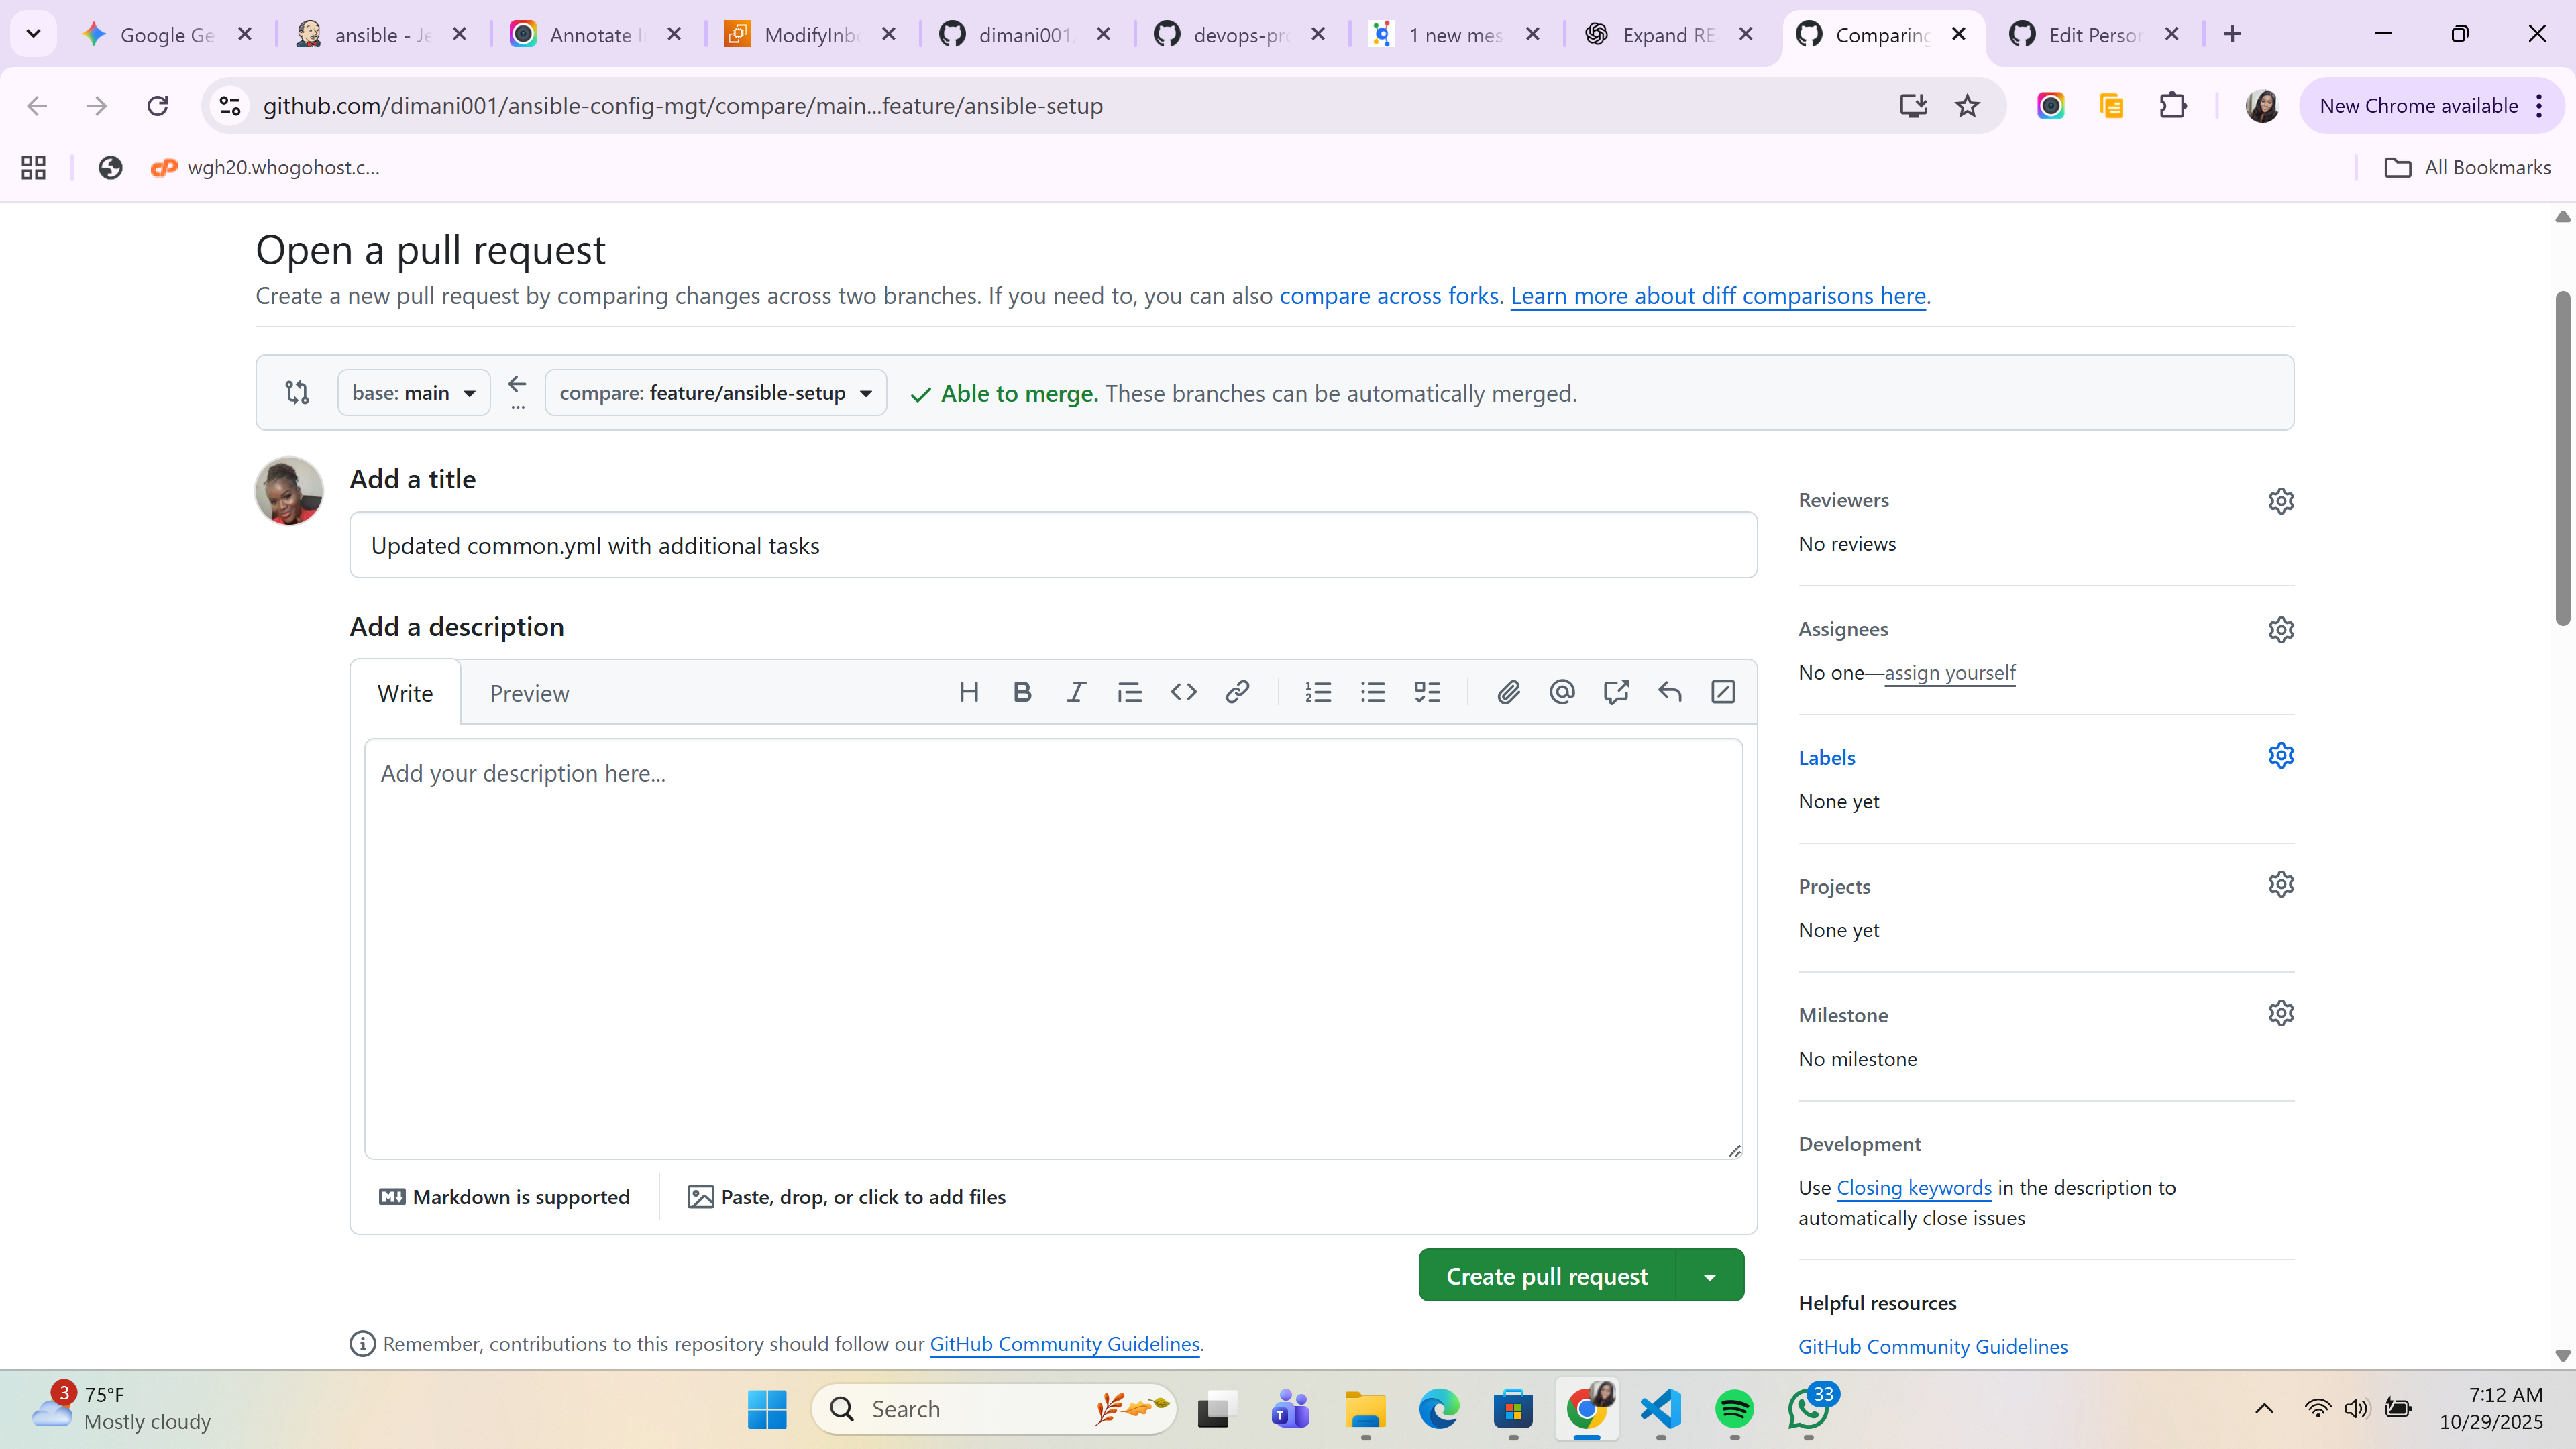 Google Ge
ansible - Je
Annotate I
ModifyInb
dimani001
devops-pr
1 new mes
Expand RE
Comparing
Edit Person
github.com/dimani001/ansible-config-mgt/compare/main...feature/ansible-setup
New Chrome available
wgh20.whogohost.c...
All Bookmarks
Open a pull request
Create a new pull request by comparing changes across two branches. If you need to, you can also compare across forks. Learn more about diff comparisons here.
base: main
...
compare: feature/ansible-setup
Able to merge. These branches can be automatically merged.
Add a title
Updated common.yml with additional tasks
Add a description
Write
Preview
Add your description here...
Markdown is supported
Paste, drop, or click to add files
Create pull request
Remember, contributions to this repository should follow our GitHub Community Guidelines.
Reviewers
No reviews
Assignees
No one—assign yourself
Labels
None yet
Projects
None yet
Milestone
No milestone
Development
Use Closing keywords in the description to
automatically close issues
Helpful resources
GitHub Community Guidelines
3
75°F
Mostly cloudy
Search
33
7:12 AM
10/29/2025